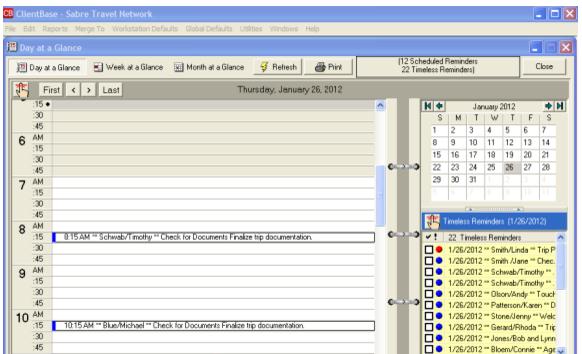 ClientBase - Sabre Travel Network
File Edit Reports Merge To Workstation Defaults Global Defaults Utilities Windows Help
Day at a Glance
Day at a Glance Week at a Glance Month at a Glance Refresh Print (12 Scheduled Reminders
22 Timeless Reminders) Close
First < > Last Thursday, January 26, 2012
:15
:30
:45
6 AM
:15
:30
:45
7 AM
:15
:30
:45
8 AM
:15 8:15 AM ** Schwab/Timothy ** Check for Documents Finalize trip documentation.
:30
:45
9 AM
:15
:30
:45
10 AM
:15 10:15 AM ** Blue/Michael ** Check for Documents Finalize trip documentation.
:30
:45
January 2012
S M T W T F S
1 2 3 4 5 6 7
8 9 10 11 12 13 14
15 16 17 18 19 20 21
22 23 24 25 26 27 28
29 30 31
Timeless Reminders (1/26/2012)
22 Timeless Reminders
1/26/2012 ** Smith/Linda ** Trip P
1/26/2012 ** Smith /Jane ** Chec.
1/26/2012 ** Schwab/Timothy **
1/26/2012 ** Schwab/Timothy **
1/26/2012 ** Olson/Andy ** Touch
1/26/2012 ** Patterson/Karen ** D
1/26/2012 ** Stone/Jenny ** Welc
1/26/2012 ** Gerard/Rhoda ** Trip
1/26/2012 ** Jones/Bob and Lynn
1/26/2012 ** Bloem/Connie ** Age